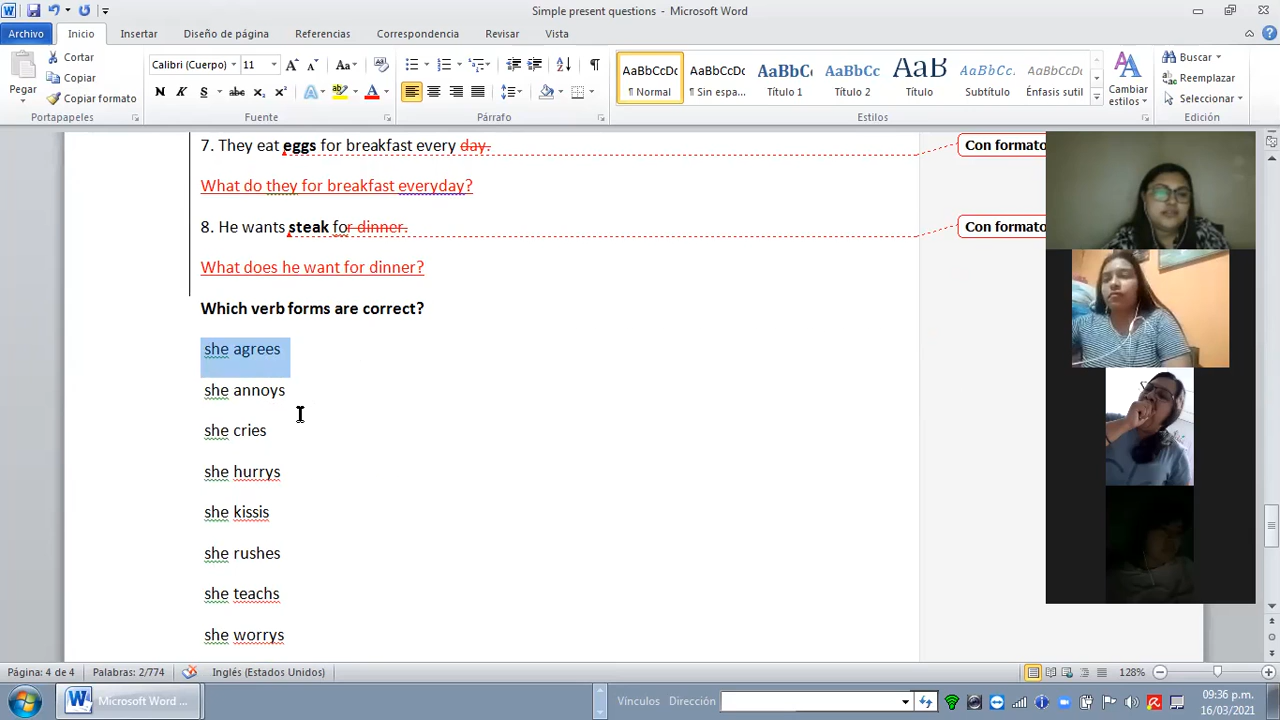 Simple present questions - Microsoft Word
Archivo Inicio Insertar Diseño de página Referencias Correspondencia Revisar Vista
Cortar
Copiar
Copiar formato
Pegar
Portapapeles
Calibri (Cuerpo) 11
N K S abc x₂ x²
Fuente
Párrafo
AaBbCcDc AaBbCcDc AaBbC AaBbCc AaB AaBbCc. AaBbCcDc
¶ Normal ¶ Sin espa... Título 1 Título 2 Título Subtítulo Énfasis sutil
Estilos
Cambiar estilos
Buscar
Reemplazar
Seleccionar
Edición
7. They eat eggs for breakfast every day.
Con formato
What do they for breakfast everyday?
8. He wants steak for dinner.
Con formato
What does he want for dinner?
Which verb forms are correct?
she agrees
she annoys
she cries
she hurrys
she kissis
she rushes
she teachs
she worrys
Página: 4 de 4 Palabras: 2/774 Inglés (Estados Unidos) 128%
Microsoft Word ... Vínculos Dirección 09:36 p.m.
16/03/2021